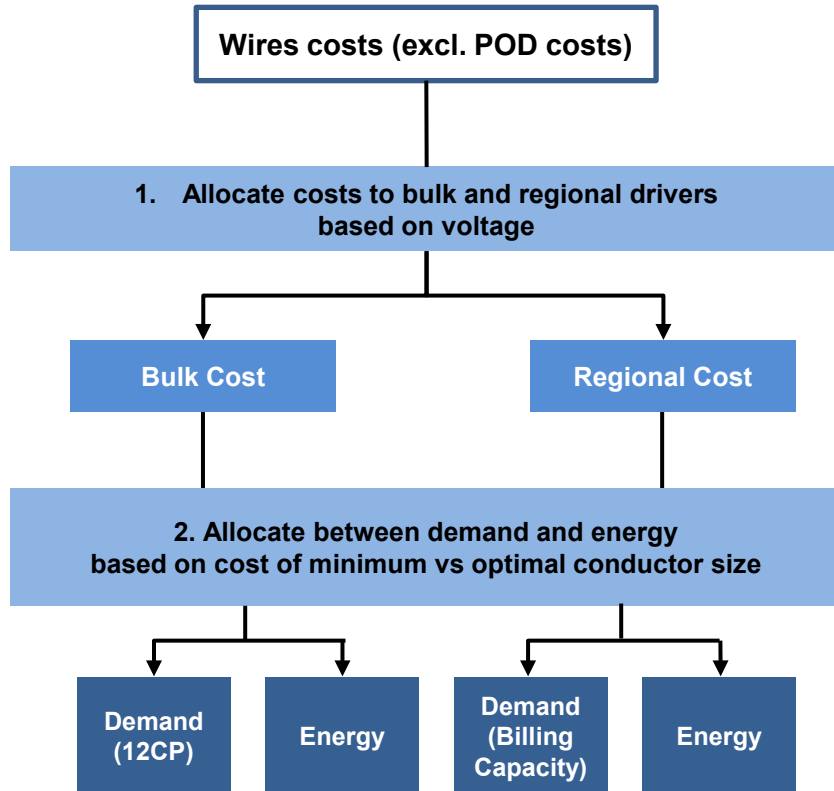 Wires costs (excl. POD costs)
1. Allocate costs to bulk and regional drivers
based on voltage
Bulk Cost
Regional Cost
2. Allocate between demand and energy
based on cost of minimum vs optimal conductor size
Demand
(12CP)
Energy
Demand
(Billing
Capacity)
Energy